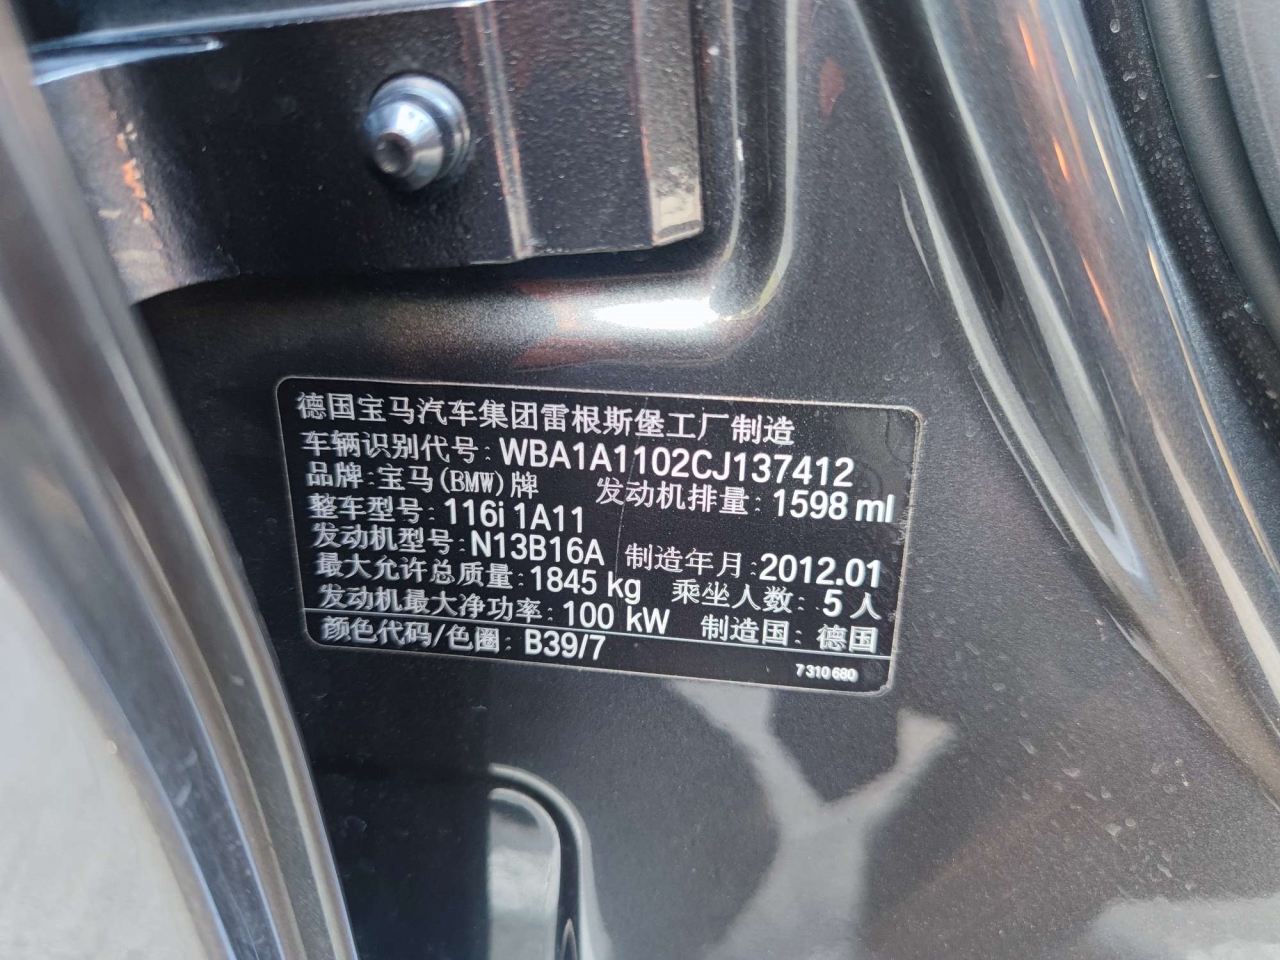 德国宝马汽车集团雷根斯堡工厂制造
车辆识别代号: WBA1A1102CJ137412
品牌: 宝马(BMW)牌 发动机排量: 1598 ml
整车型号: 116i 1A11
发动机型号: N13B16A 制造年月: 2012.01
最大允许总质量: 1845 kg 乘坐人数: 5 人
发动机最大净功率: 100 kW 制造国: 德国
颜色代码/色圈: B39/7
7 310 680